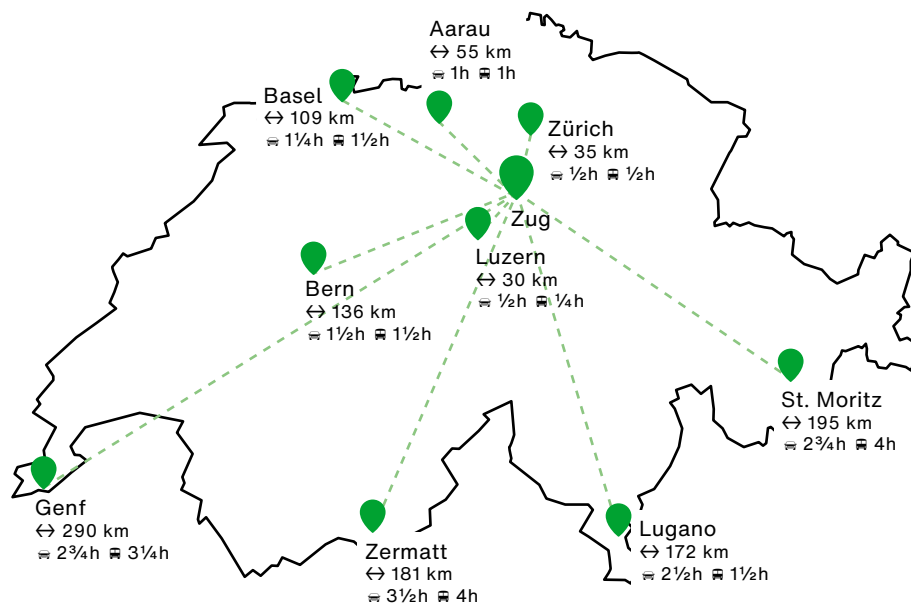 Aarau
↔ 55 km
1h 1h
Basel
↔ 109 km
1¼h 1½h
Zürich
↔ 35 km
½h ½h
Zug
Luzern
↔ 30 km
½h ¼h
Bern
↔ 136 km
1½h 1½h
St. Moritz
↔ 195 km
2¾h 4h
Genf
↔ 290 km
2¾h 3¼h
Zermatt
↔ 181 km
3½h 4h
Lugano
↔ 172 km
2½h 1½h